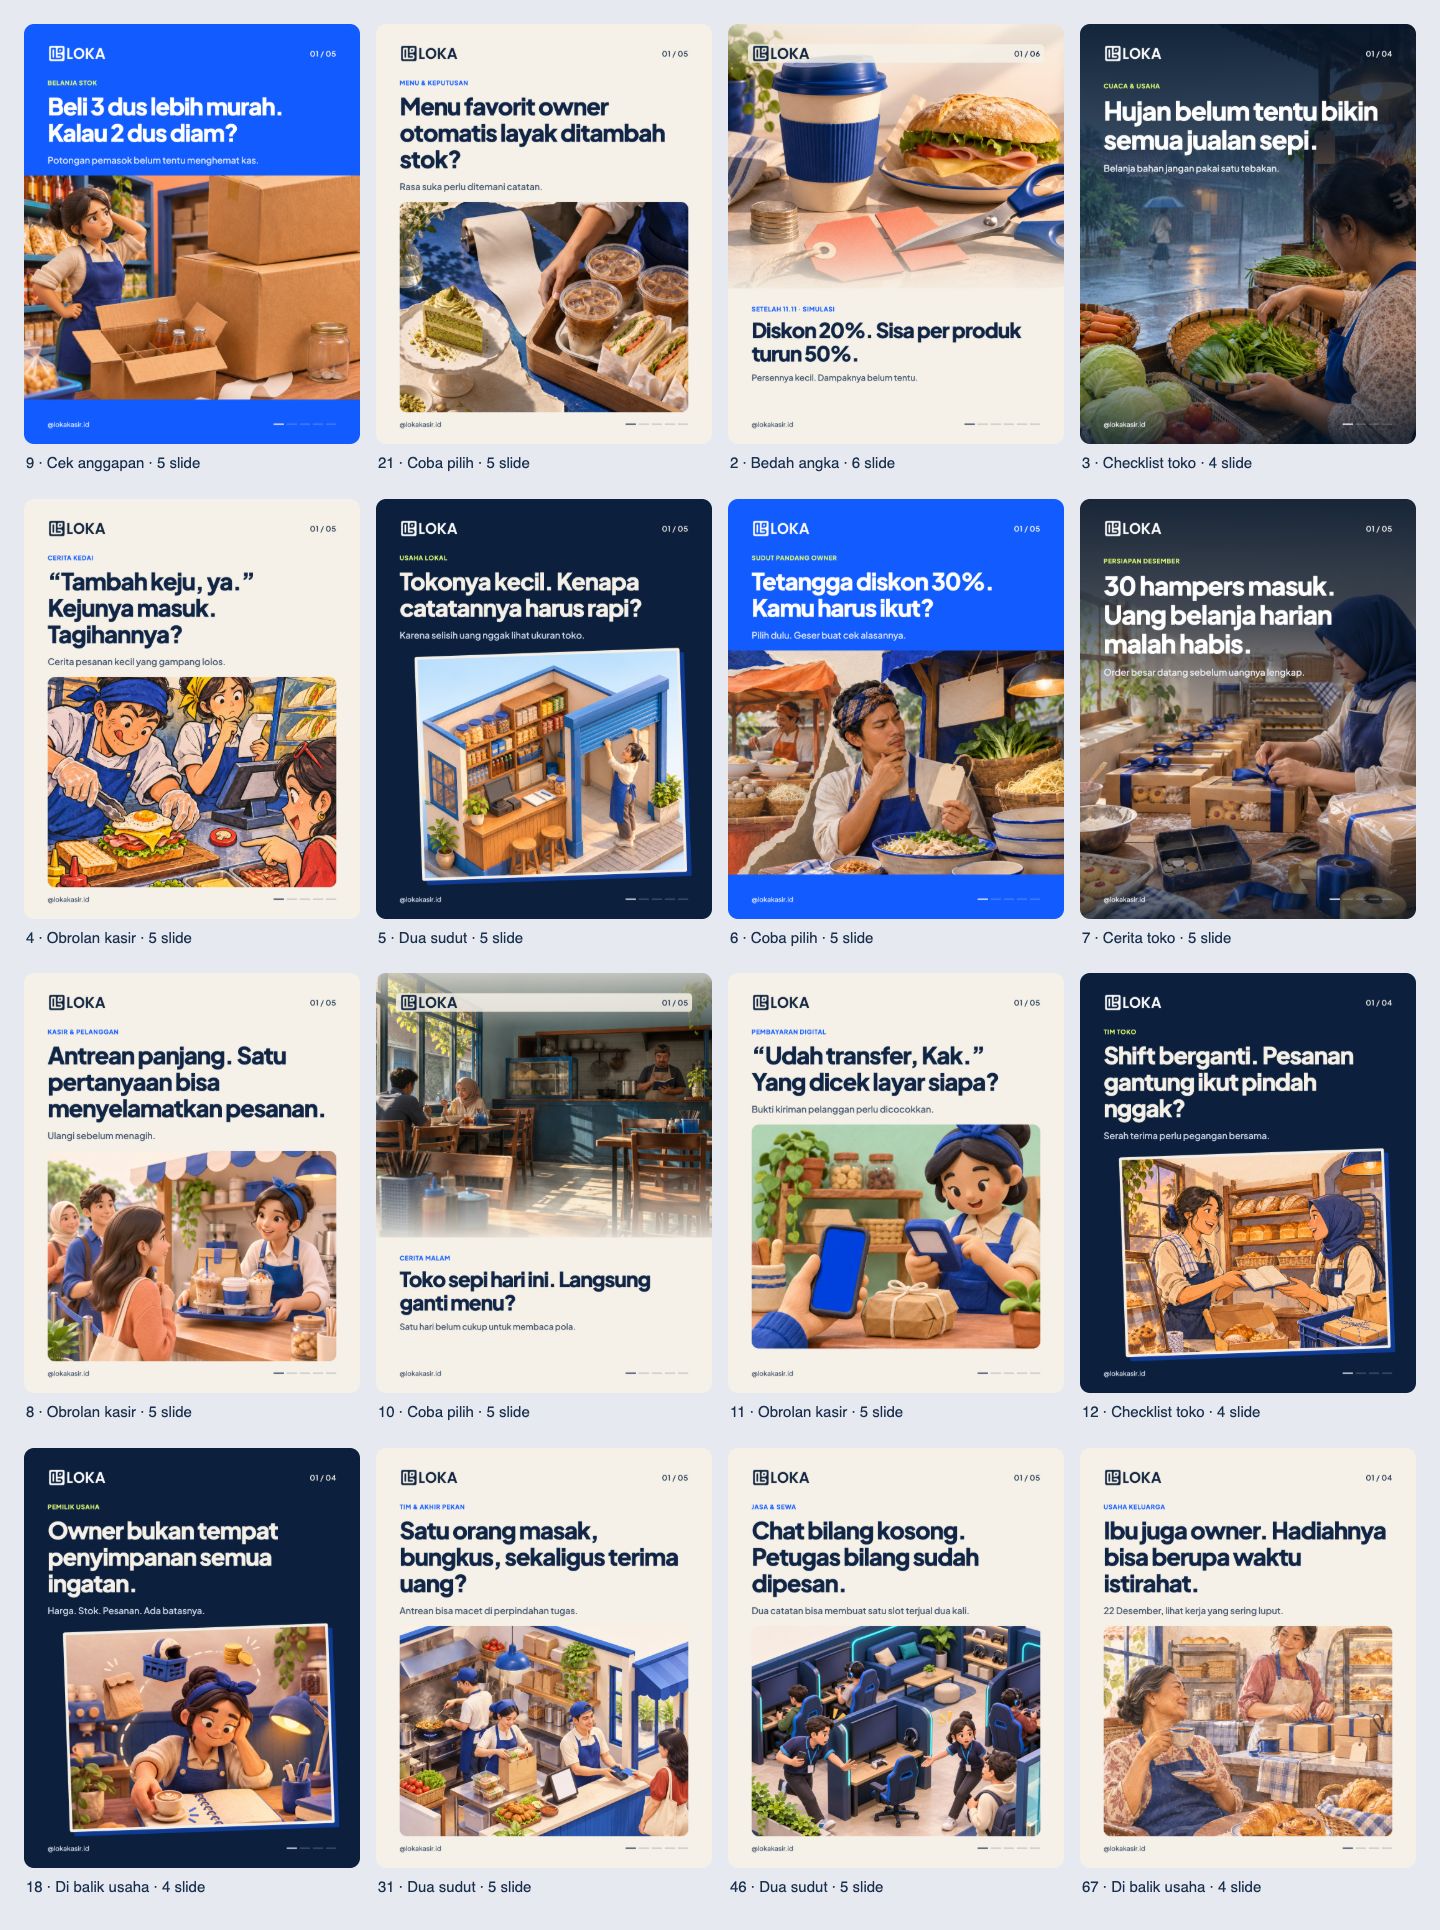 LOKA
01 / 05
BELANJA STOK
Beli 3 dus lebih murah.
Kalau 2 dus diam?
Potongan pemasok belum tentu menghemat kas.
@lokakasir.id
9 · Cek anggapan · 5 slide
LOKA
01 / 05
MENU & KEPUTUSAN
Menu favorit owner
otomatis layak ditambah
stok?
Rasa suka perlu ditemani catatan.
@lokakasir.id
21 · Coba pilih · 5 slide
LOKA
01 / 06
SETELAH 11.11 · SIMULASI
Diskon 20%. Sisa per produk
turun 50%.
Persennya kecil. Dampaknya belum tentu.
@lokakasir.id
2 · Bedah angka · 6 slide
LOKA
01 / 04
CUACA & USAHA
Hujan belum tentu bikin
semua jualan sepi.
Belanja bahan jangan pakai satu tebakan.
@lokakasir.id
3 · Checklist toko · 4 slide
LOKA
01 / 05
CERITA KEDAI
“Tambah keju, ya.”
Kejunya masuk.
Tagihannya?
Cerita pesanan kecil yang gampang lolos.
@lokakasir.id
4 · Obrolan kasir · 5 slide
LOKA
01 / 05
USAHA LOKAL
Tokonya kecil. Kenapa
catatannya harus rapi?
Karena selisih uang nggak lihat ukuran toko.
@lokakasir.id
5 · Dua sudut · 5 slide
LOKA
01 / 05
SUDUT PANDANG OWNER
Tetangga diskon 30%.
Kamu harus ikut?
Pilih dulu. Geser buat cek alasannya.
@lokakasir.id
6 · Coba pilih · 5 slide
LOKA
01 / 05
PERSIAPAN DESEMBER
30 hampers masuk.
Uang belanja harian
malah habis.
Order besar datang sebelum uangnya lengkap.
@lokakasir.id
7 · Cerita toko · 5 slide
LOKA
01 / 05
KASIR & PELANGGAN
Antrean panjang. Satu
pertanyaan bisa
menyelamatkan pesanan.
Ulangi sebelum menagih.
@lokakasir.id
8 · Obrolan kasir · 5 slide
LOKA
01 / 05
CERITA MALAM
Toko sepi hari ini. Langsung
ganti menu?
Satu hari belum cukup untuk membaca pola.
@lokakasir.id
10 · Coba pilih · 5 slide
LOKA
01 / 05
PEMBAYARAN DIGITAL
“Udah transfer, Kak.”
Yang dicek layar siapa?
Bukti kiriman pelanggan perlu dicocokkan.
@lokakasir.id
11 · Obrolan kasir · 5 slide
LOKA
01 / 04
TIM TOKO
Shift berganti. Pesanan
gantung ikut pindah
nggak?
Serah terima perlu pegangan bersama.
@lokakasir.id
12 · Checklist toko · 4 slide
LOKA
01 / 04
PEMILIK USAHA
Owner bukan tempat
penyimpanan semua
ingatan.
Harga. Stok. Pesanan. Ada batasnya.
@lokakasir.id
18 · Di balik usaha · 4 slide
LOKA
01 / 05
TIM & AKHIR PEKAN
Satu orang masak,
bungkus, sekaligus terima
uang?
Antrean bisa macet di perpindahan tugas.
@lokakasir.id
31 · Dua sudut · 5 slide
LOKA
01 / 05
JASA & SEWA
Chat bilang kosong.
Petugas bilang sudah
dipesan.
Dua catatan bisa membuat satu slot terjual dua kali.
@lokakasir.id
46 · Dua sudut · 5 slide
LOKA
01 / 04
USAHA KELUARGA
Ibu juga owner. Hadiahnya
bisa berupa waktu
istirahat.
22 Desember, lihat kerja yang sering luput.
@lokakasir.id
67 · Di balik usaha · 4 slide